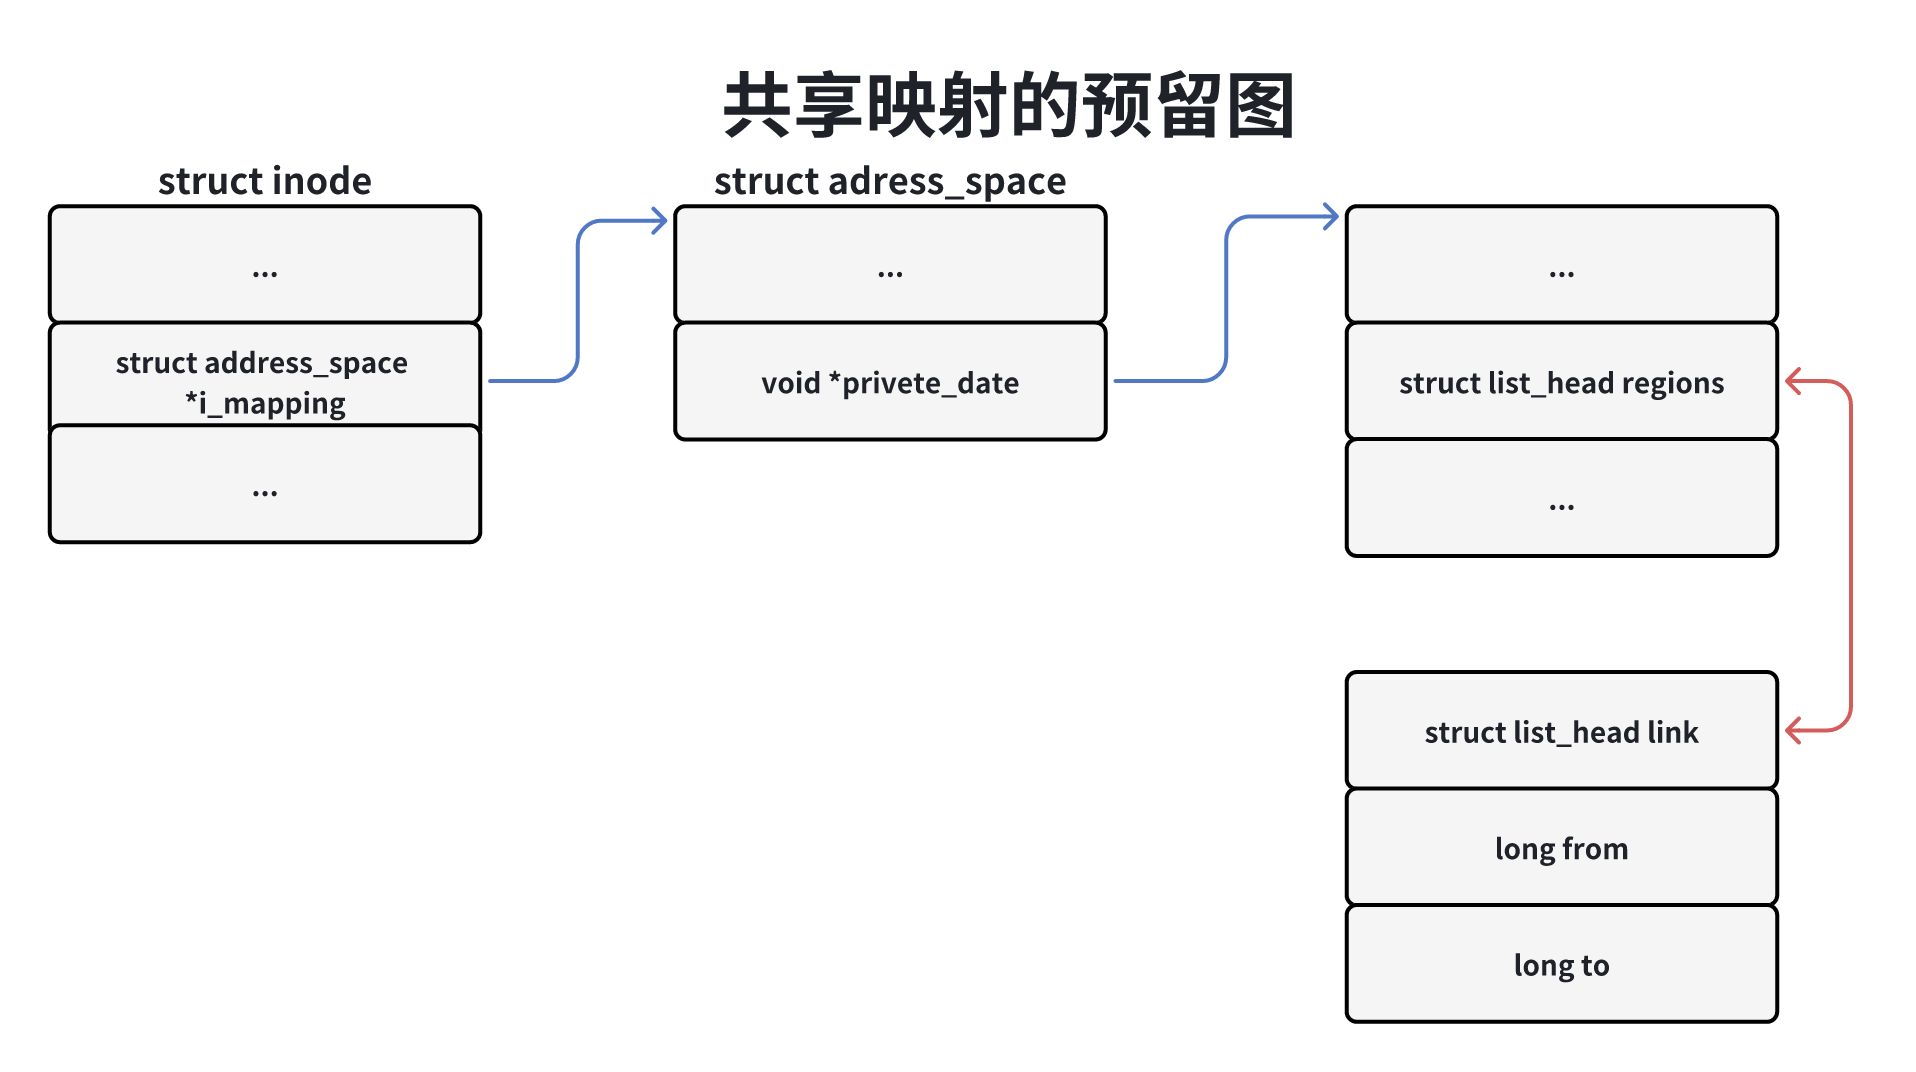 共享映射的预留图
struct inode
...
struct address_space
*i_mapping
...
struct adress_space
...
void *privete_date
...
struct list_head regions
...
struct list_head link
long from
long to